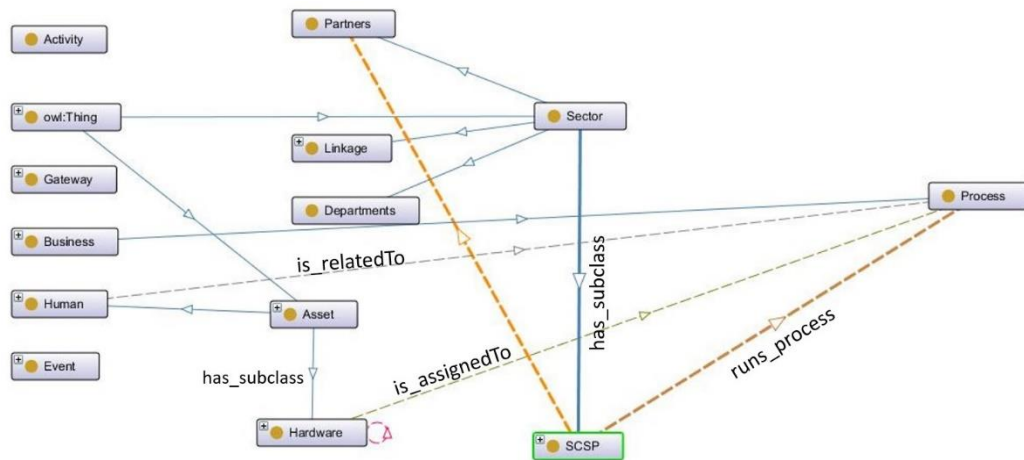 Partners
Activity
owl:Thing
Sector
Linkage
Gateway
Process
Departments
Business
is_relatedTo
has_subclass
Human
Asset
runs_process
is_assignedTo
Event
has_subclass
Hardware
SCSP